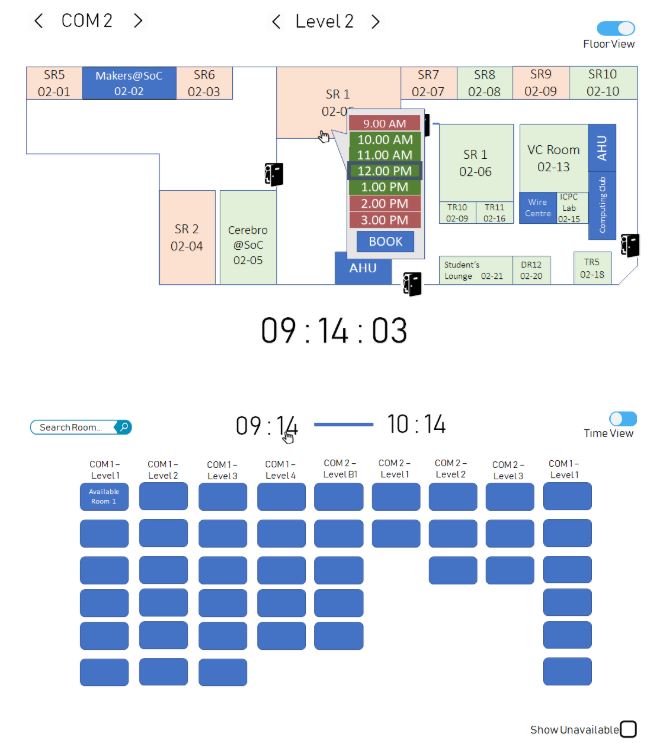 < COM 2 >
< Level 2 >
FloorView
SR5
02-01
Makers@SoC
02-02
SR6
02-03
SR 1
SR7
02-07
SR8
02-08
SR9
02-09
SR10
02-10
9.00 AM
10.00 AM
11.00 AM
12.00 PM
1.00 PM
2.00 PM
3.00 PM
BOOK
SR 1
02-06
VC Room
02-13
AHU
Computing Club
TR10
02-09
TR11
02-16
Wire
Centre
ICPC
Lab
02-15
SR 2
02-04
Cerebro
@SoC
02-05
AHU
Student's
Lounge 02-21
DR12
02-20
TR5
02-18
09 : 14 : 03
Search Room...
09 : 14
10 : 14
Time View
COM 1 –
Level 1
COM 1 –
Level 2
COM 1 –
Level 3
COM 1 –
Level 4
COM 2 –
Level B1
COM 2 –
Level 1
COM 2 –
Level 2
COM 2 –
Level 3
COM 1 –
Level 1
Available
Room 1
Show Unavailable